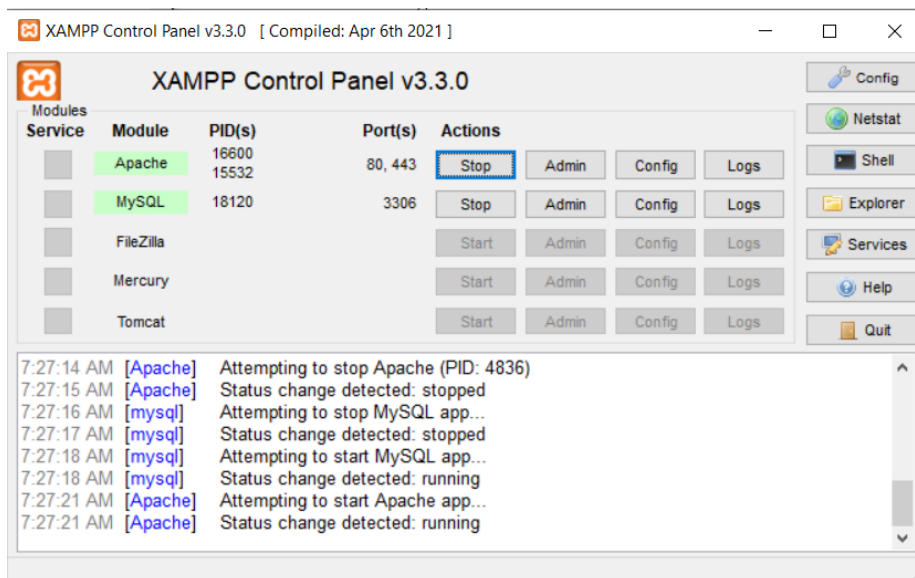 XAMPP Control Panel v3.3.0 [ Compiled: Apr 6th 2021 ]
XAMPP Control Panel v3.3.0
Config
Modules
Service Module PID(s) Port(s) Actions
Netstat
Apache 16600 15532 80, 443 Stop Admin Config Logs
Shell
MySQL 18120 3306 Stop Admin Config Logs
Explorer
FileZilla Start Admin Config Logs
Services
Mercury Start Admin Config Logs
Help
Tomcat Start Admin Config Logs
Quit
7:27:14 AM [Apache] Attempting to stop Apache (PID: 4836)
7:27:15 AM [Apache] Status change detected: stopped
7:27:16 AM [mysql] Attempting to stop MySQL app...
7:27:17 AM [mysql] Status change detected: stopped
7:27:18 AM [mysql] Attempting to start MySQL app...
7:27:18 AM [mysql] Status change detected: running
7:27:21 AM [Apache] Attempting to start Apache app...
7:27:21 AM [Apache] Status change detected: running